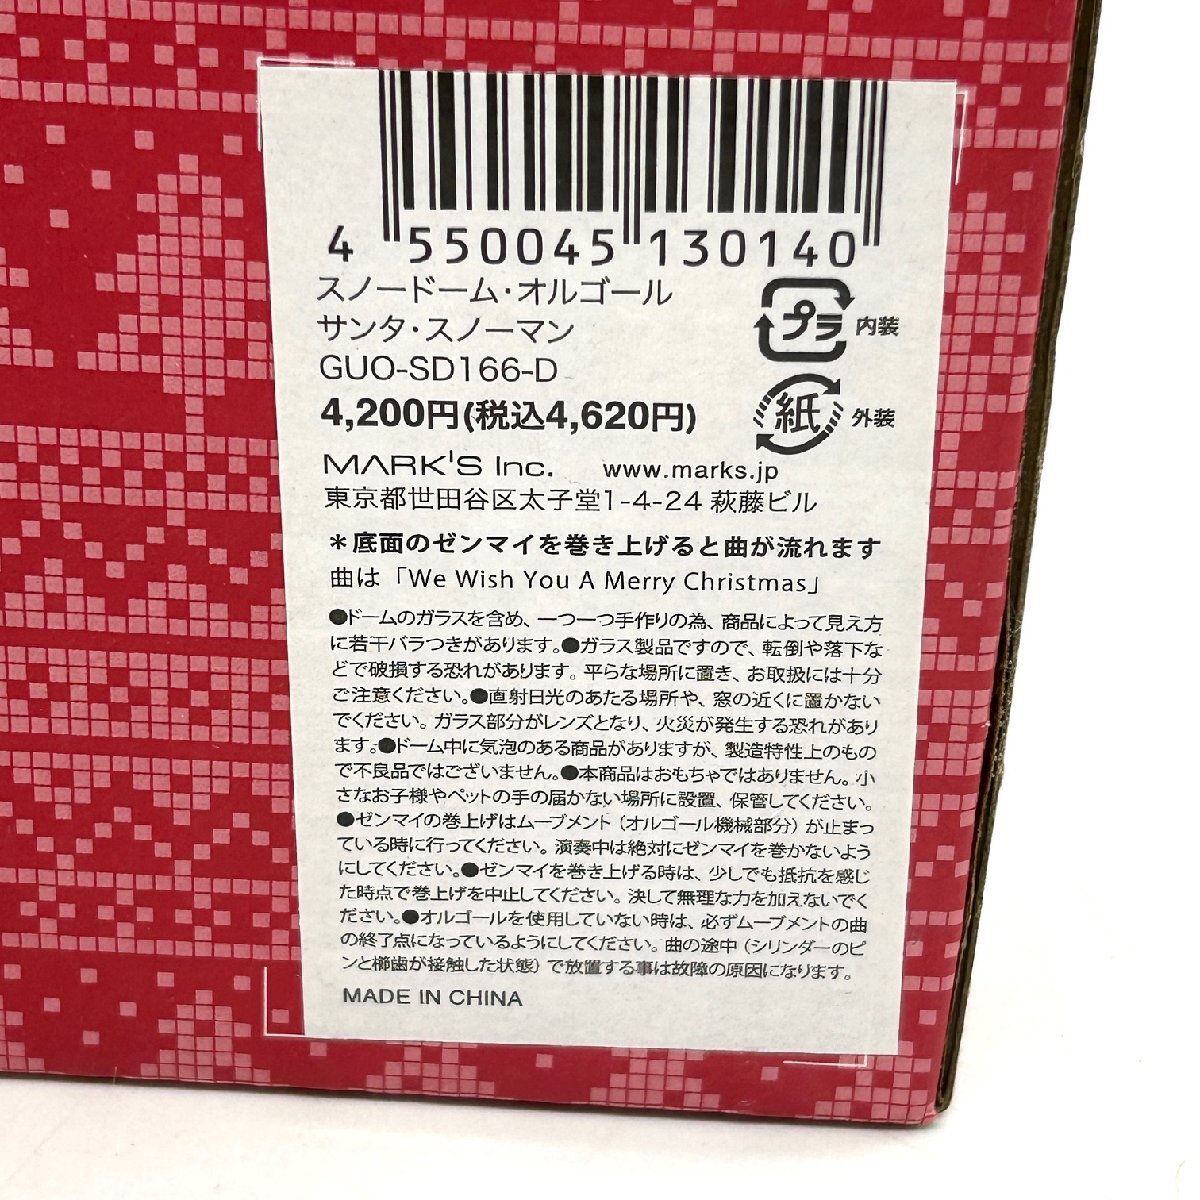 4 550045 130140
スノードーム・オルゴール
サンタ・スノーマン
GUO-SD166-D
4,200円(税込4,620円)
プラ 内装
紙 外装
MARK'S Inc. www.marks.jp
東京都世田谷区太子堂1-4-24 萩藤ビル
＊底面のゼンマイを巻き上げると曲が流れます
曲は「We Wish You A Merry Christmas」
●ドームのガラスを含め、一つ一つ手作りの為、商品によって見え方
に若干バラつきがあります。●ガラス製品ですので、転倒や落下な
どで破損する恐れがあります。平らな場所に置き、お取扱には十分
ご注意ください。●直射日光のあたる場所や、窓の近くに置かない
でください。ガラス部分がレンズとなり、火災が発生する恐れがあり
ます。●ドーム中に気泡のある商品がありますが、製造特性上のもの
で不良品ではございません。●本商品はおもちゃではありません。小
さなお子様やペットの手の届かない場所に設置、保管してください。
●ゼンマイの巻上げはムーブメント（オルゴール機械部分）が止まっ
ている時に行ってください。演奏中は絶対にゼンマイを巻かないよう
にしてください。●ゼンマイを巻き上げる時は、少しでも抵抗を感じ
た時点で巻上げを中止してください。決して無理な力を加えないでく
ださい。●オルゴールを使用していない時は、必ずムーブメントの曲
の終了点になっているようにしてください。曲の途中（シリンダーのピ
ンと櫛歯が接触した状態）で放置する事は故障の原因になります。
MADE IN CHINA